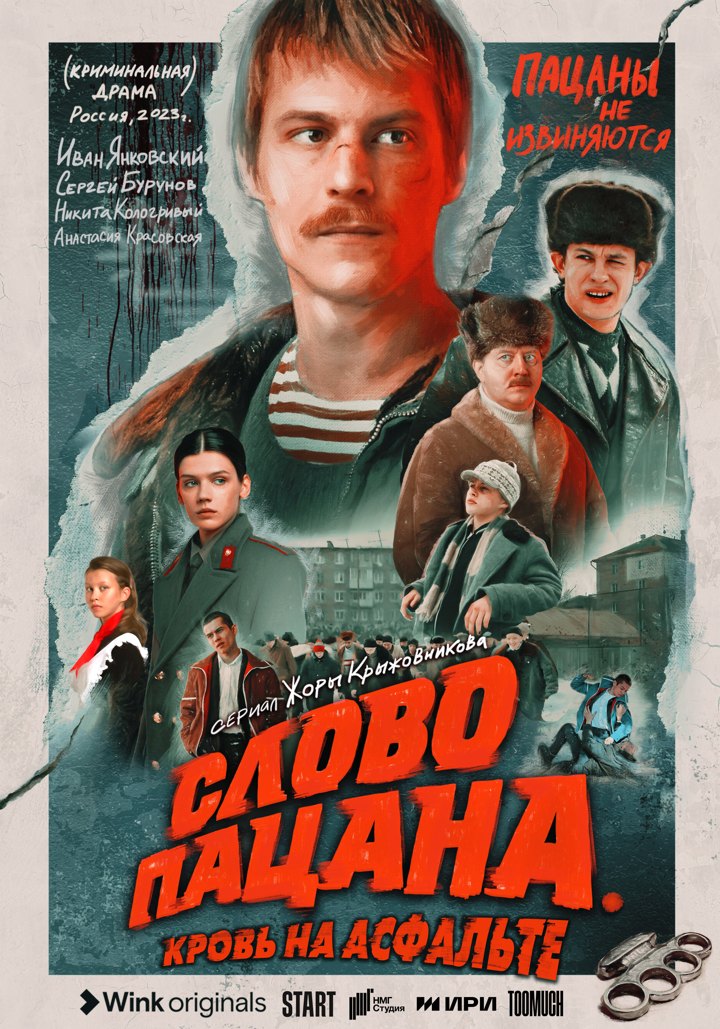 (КРИМИНАЛЬНАЯ)
ДРАМА
РОССИЯ, 2023г.
ИВАН ЯНКОВСКИЙ
СЕРГЕЙ БУРУНОВ
НИКИТА КОЛОГРИВЫЙ
АНАСТАСИЯ КРАСОВСКАЯ
ПАЦАНЫ
НЕ
ИЗВИНЯЮТСЯ
СЕРИАЛ ЖОРЫ КРЫЖОВНИКОВА
СЛОВО
ПАЦАНА.
КРОВЬ НА АСФАЛЬТЕ
Wink originals START НМГ Студия ИРИ TOOMUCH